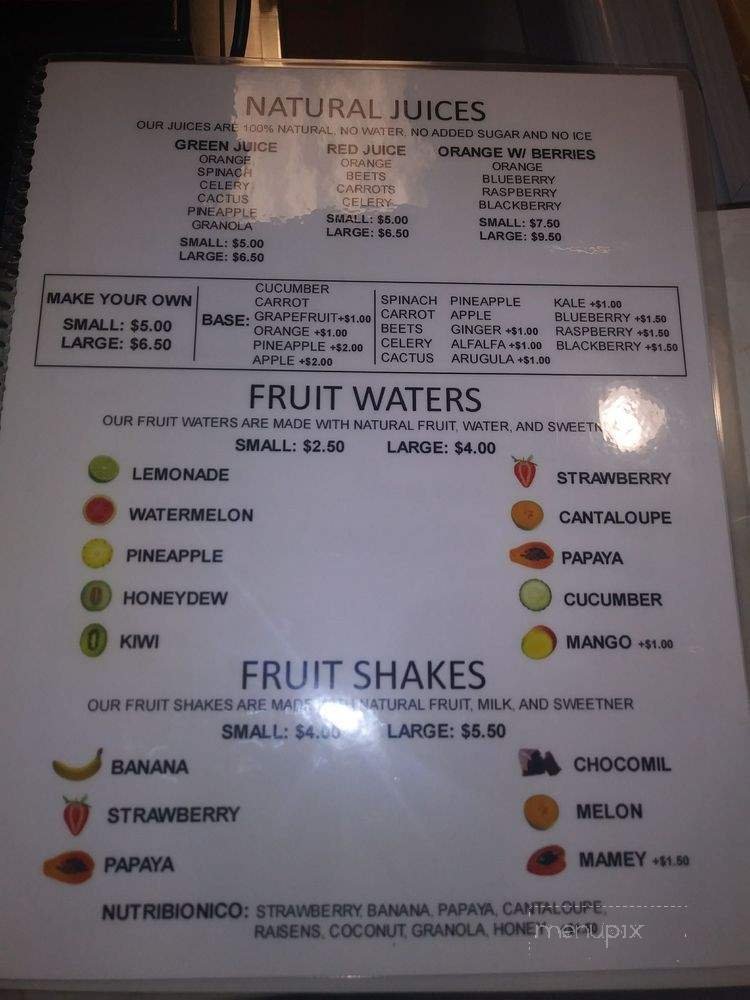 NATURAL JUICES
OUR JUICES ARE 100% NATURAL, NO WATER, NO ADDED SUGAR AND NO ICE
GREEN JUICE
ORANGE
SPINACH
CELERY
CACTUS
PINEAPPLE
GRANOLA
SMALL: $5.00
LARGE: $6.50
RED JUICE
ORANGE
BEETS
CARROTS
CELERY
SMALL: $5.00
LARGE: $6.50
ORANGE W/ BERRIES
ORANGE
BLUEBERRY
RASPBERRY
BLACKBERRY
SMALL: $7.50
LARGE: $9.50
MAKE YOUR OWN
SMALL: $5.00
LARGE: $6.50
BASE:
CUCUMBER
CARROT
GRAPEFRUIT+$1.00
ORANGE +$1.00
PINEAPPLE +$2.00
APPLE +$2.00
SPINACH
CARROT
BEETS
CELERY
CACTUS
PINEAPPLE
APPLE
GINGER +$1.00
ALFALFA +$1.00
ARUGULA +$1.00
KALE +$1.00
BLUEBERRY +$1.50
RASPBERRY +$1.50
BLACKBERRY +$1.50
FRUIT WATERS
OUR FRUIT WATERS ARE MADE WITH NATURAL FRUIT, WATER, AND
SMALL: $2.50 LARGE: $4.00
LEMONADE
WATERMELON
PINEAPPLE
HONEYDEW
KIWI
STRAWBERRY
CANTALOUPE
PAPAYA
CUCUMBER
MANGO +$1.00
FRUIT SHAKES
OUR FRUIT SHAKES ARE MADE WITH NATURAL FRUIT, MILK, AND SWEETNER
SMALL: LARGE: $5.50
BANANA
STRAWBERRY
PAPAYA
CHOCOMIL
MELON
MAMEY +$1.50
NUTRIBIONICO: STRAWBERRY, BANANA, PAPAYA, CANTALOUPE,
RAISENS, COCONUT, GRANOLA, HONEY
menupix